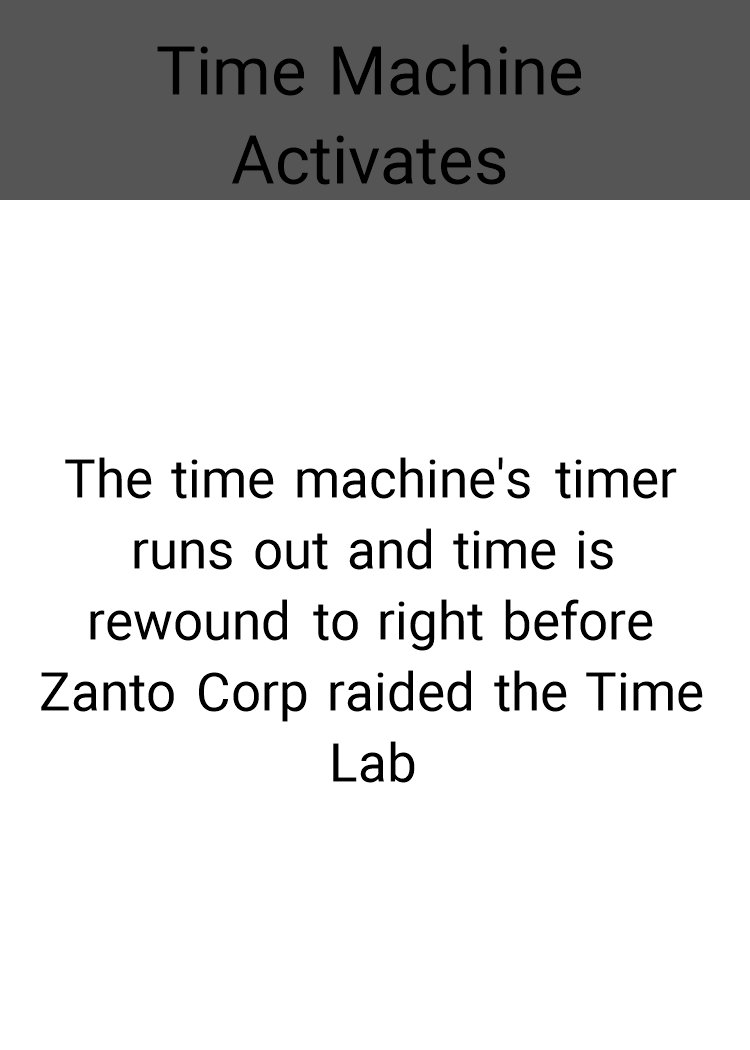 Time Machine
Activates
The time machine's timer
runs out and time is
rewound to right before
Zanto Corp raided the Time
Lab